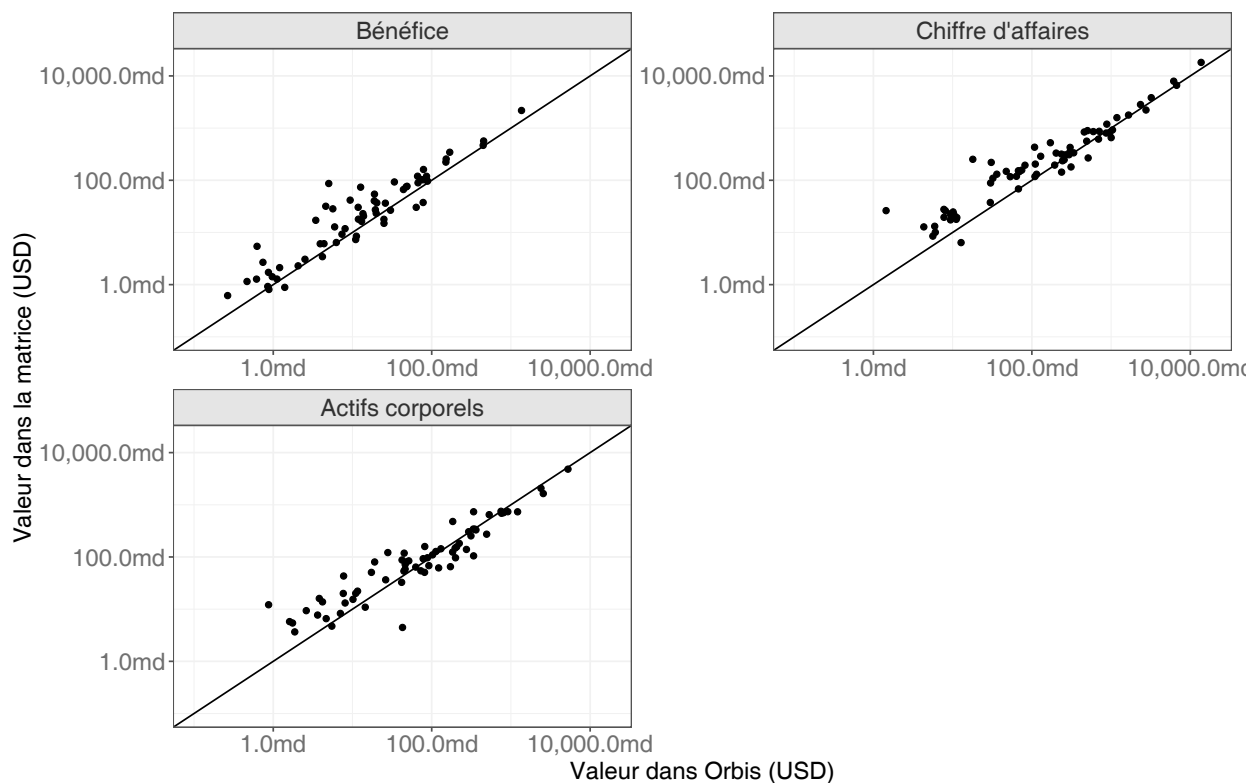 Bénéfice
Chiffre d'affaires
10,000.0md
100.0md
1.0md
10,000.0md
100.0md
1.0md
1.0md 100.0md 10,000.0md
1.0md 100.0md 10,000.0md
Actifs corporels
10,000.0md
100.0md
1.0md
1.0md 100.0md 10,000.0md
Valeur dans la matrice (USD)
Valeur dans Orbis (USD)